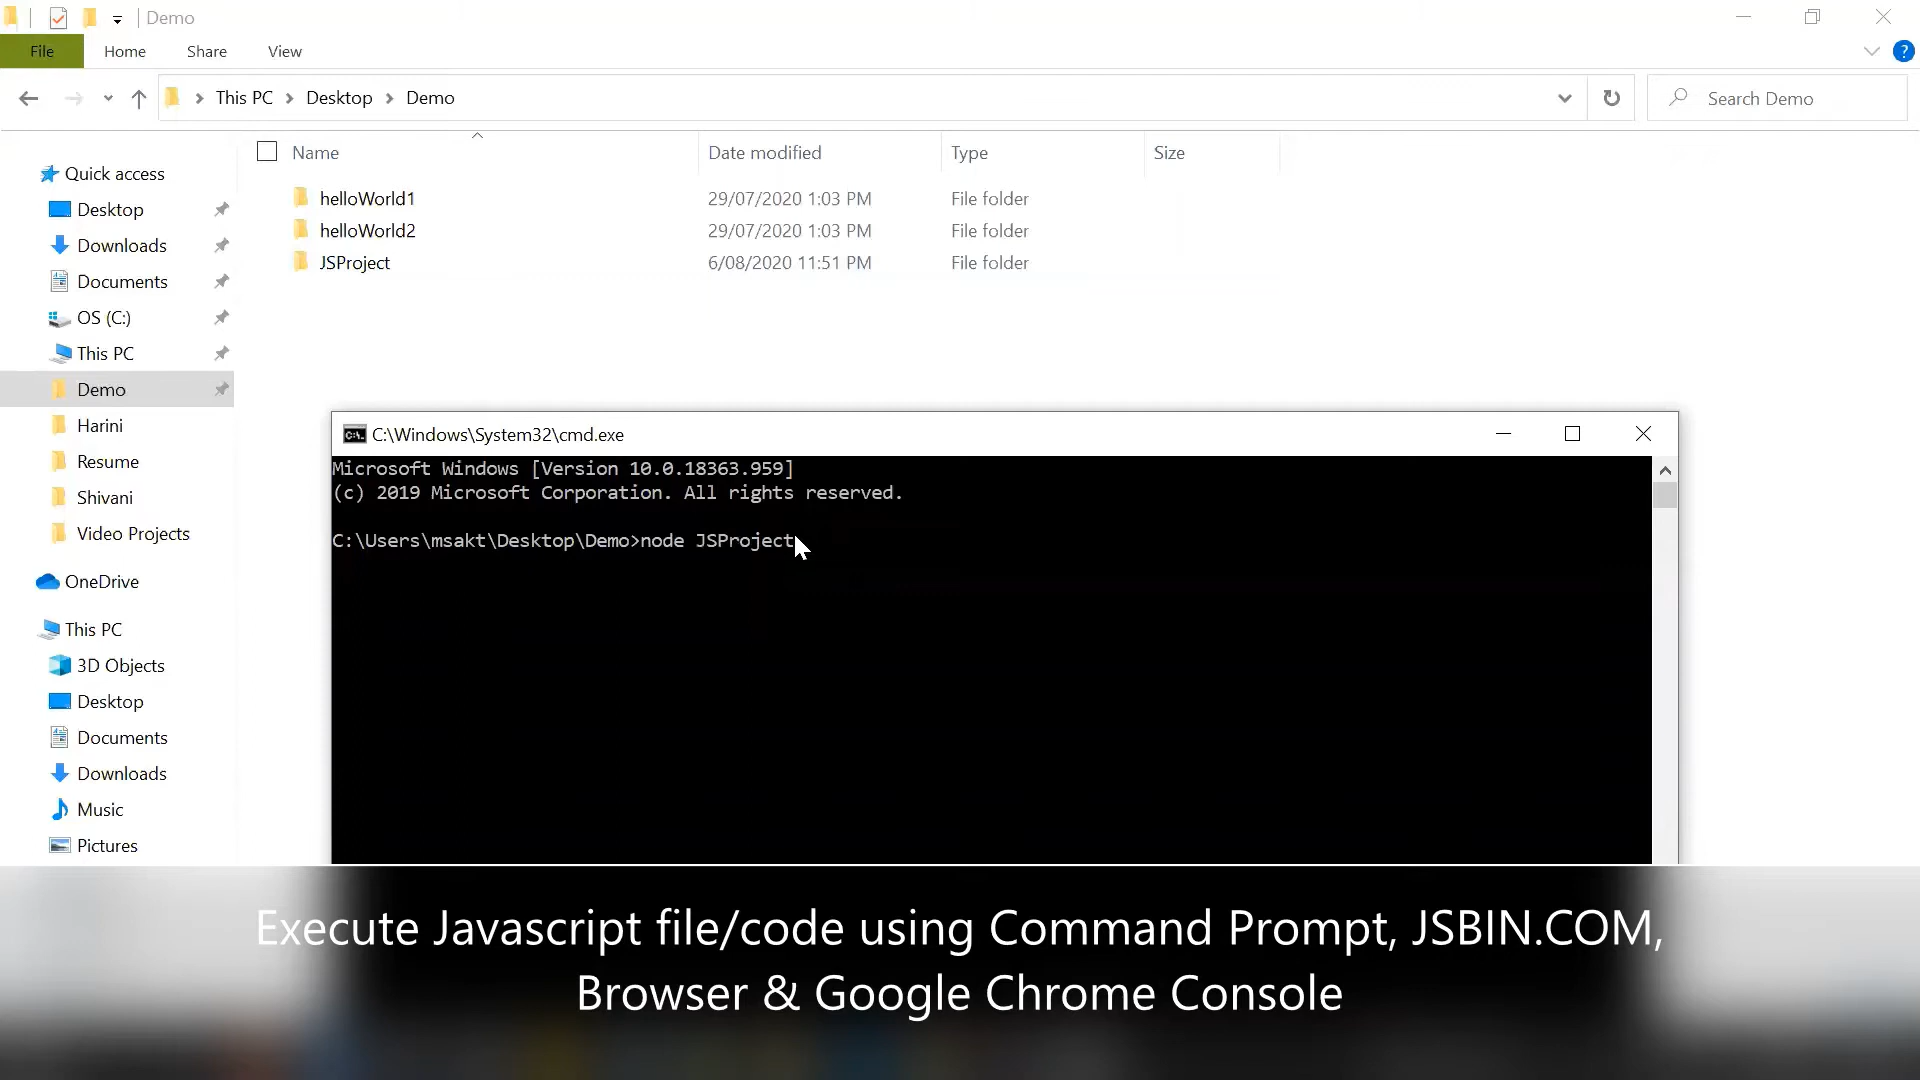 Demo
File Home Share View
This PC > Desktop > Demo
Search Demo
Name Date modified Type Size
helloWorld1 29/07/2020 1:03 PM File folder
helloWorld2 29/07/2020 1:03 PM File folder
JSProject 6/08/2020 11:51 PM File folder
Quick access
Desktop
Downloads
Documents
OS (C:)
This PC
Demo
Harini
Resume
Shivani
Video Projects
OneDrive
This PC
3D Objects
Desktop
Documents
Downloads
Music
Pictures
C:\Windows\System32\cmd.exe
Microsoft Windows [Version 10.0.18363.959]
(c) 2019 Microsoft Corporation. All rights reserved.
C:\Users\msakt\Desktop\Demo>node JSProject
Execute Javascript file/code using Command Prompt, JSBIN.COM,
Browser & Google Chrome Console